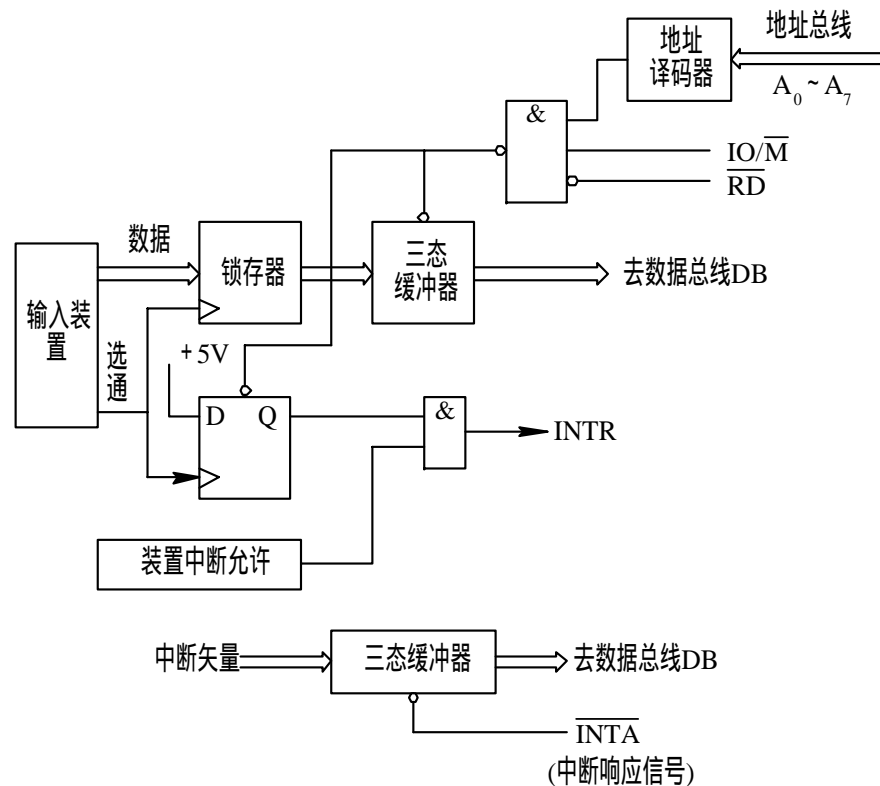 地址总线
地址
译码器
A₀ ~ A₇
&
IO/M̅
R̅D̅
数据
锁存器
三态
缓冲器
去数据总线DB
输入装
置
选
通
+5V
D
Q
&
INTR
装置中断允许
中断矢量
三态缓冲器
去数据总线DB
I̅N̅T̅A̅
(中断响应信号)